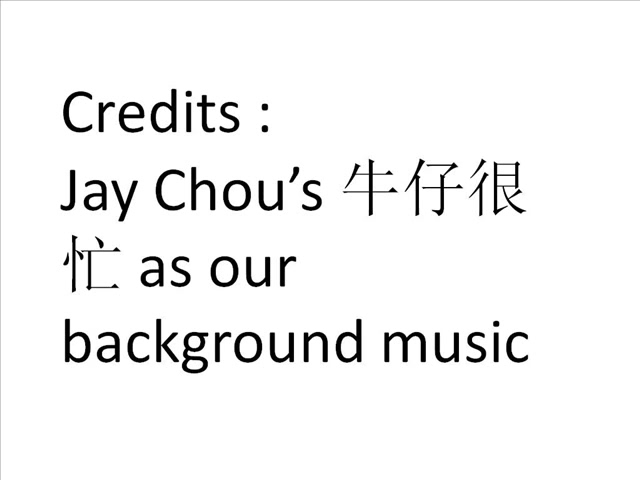 Credits :
Jay Chou’s 牛仔很
忙 as our
background music